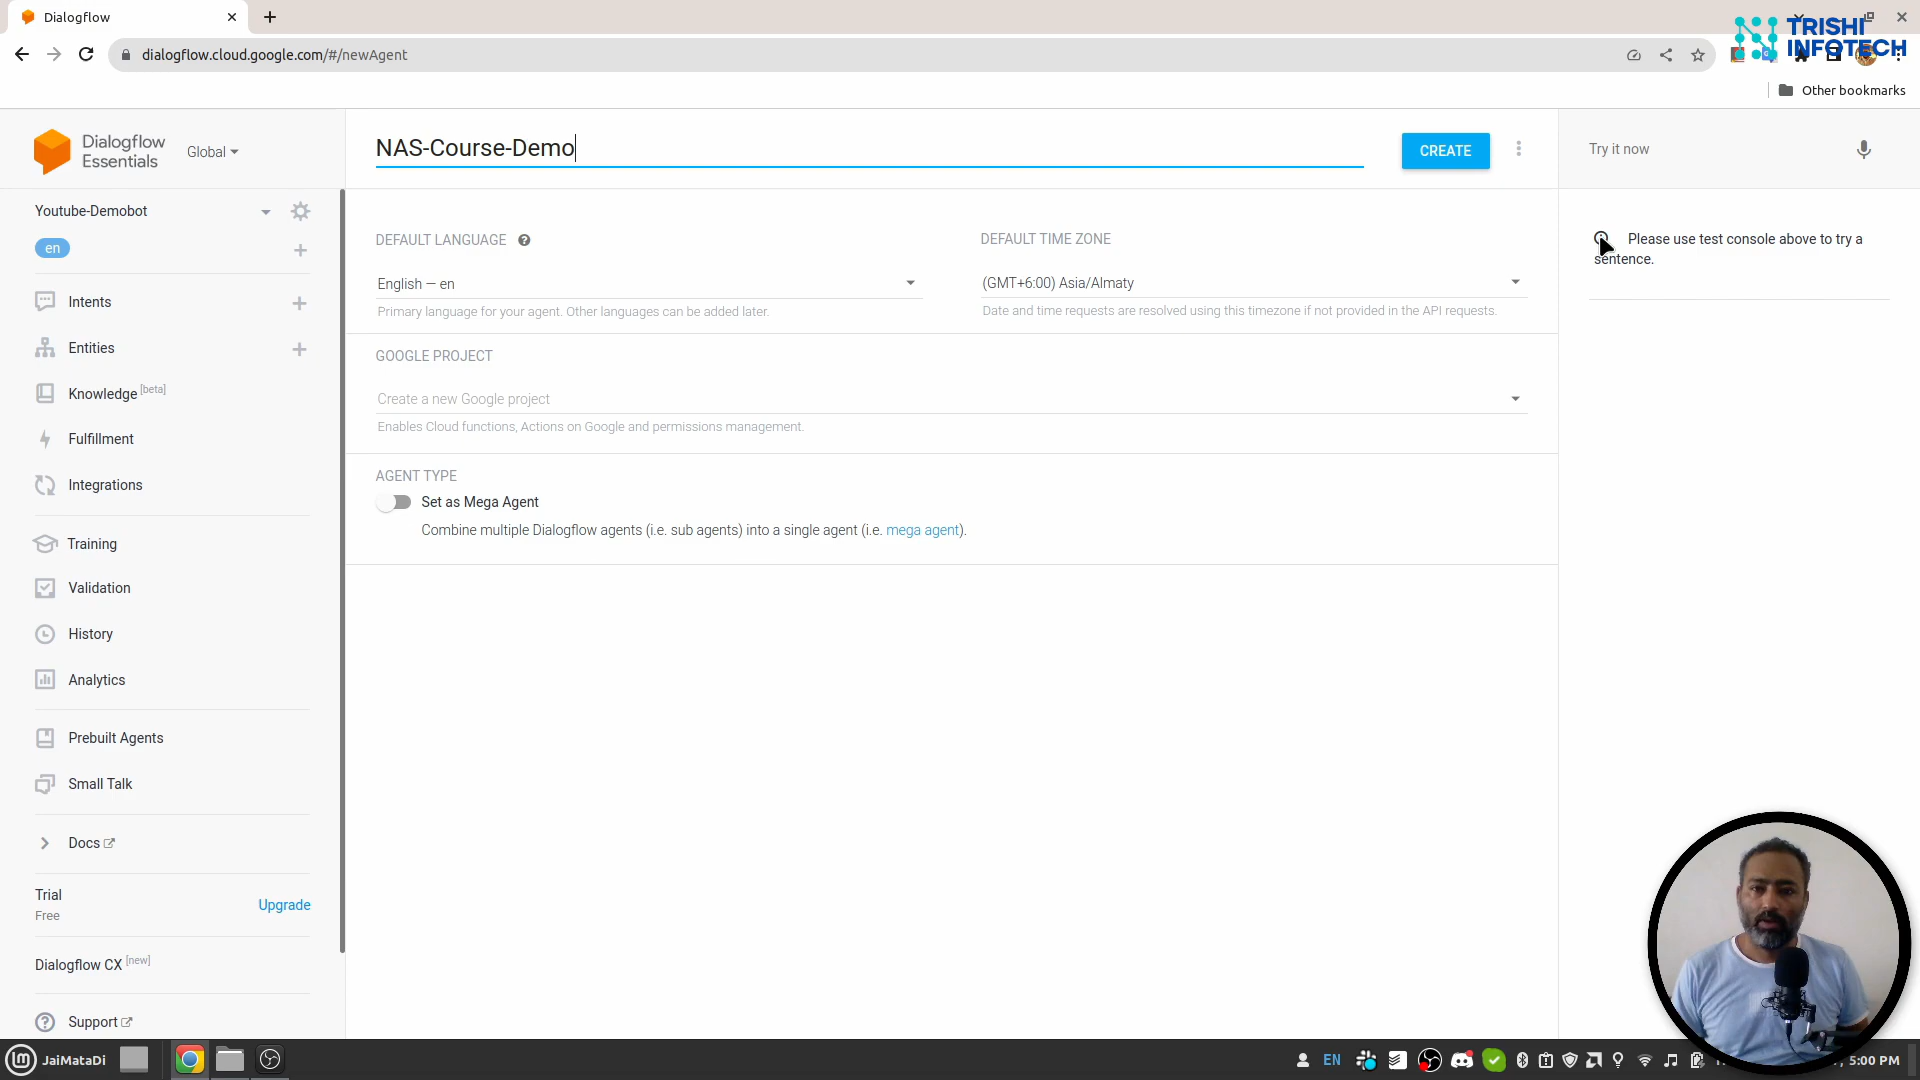 Dialogflow
dialogflow.cloud.google.com/#/newAgent
TRISHI
INFOTECH
Other bookmarks
Dialogflow
Essentials
Global
NAS-Course-Demo
CREATE
Try it now
Youtube-Demobot
en
DEFAULT LANGUAGE
DEFAULT TIME ZONE
Please use test console above to try a
sentence.
English — en
(GMT+6:00) Asia/Almaty
Primary language for your agent. Other languages can be added later.
Date and time requests are resolved using this timezone if not provided in the API requests.
Intents
Entities
Knowledge [beta]
Fulfillment
Integrations
GOOGLE PROJECT
Create a new Google project
Enables Cloud functions, Actions on Google and permissions management.
AGENT TYPE
Set as Mega Agent
Combine multiple Dialogflow agents (i.e. sub agents) into a single agent (i.e. mega agent).
Training
Validation
History
Analytics
Prebuilt Agents
Small Talk
Docs
Trial
Free
Upgrade
Dialogflow CX [new]
Support
JaiMataDi
EN
5:00 PM